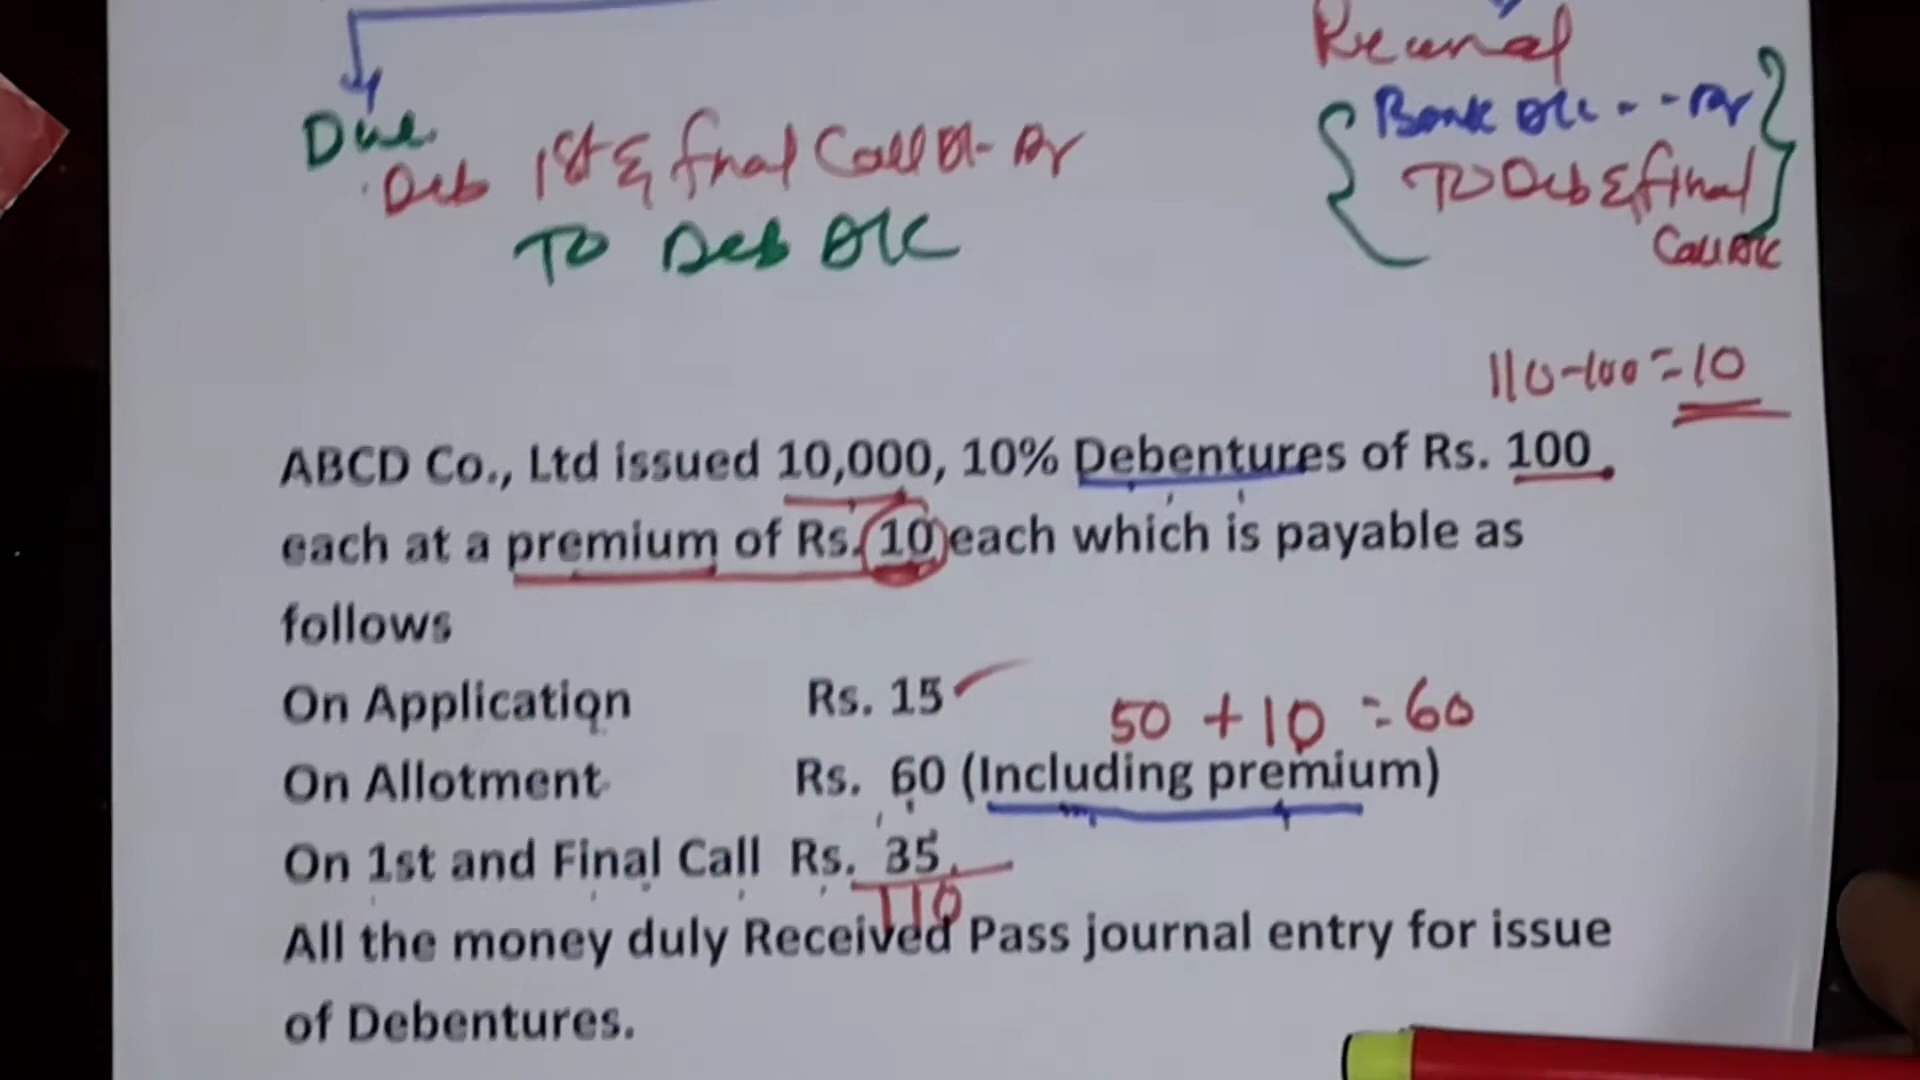 Received
Due
Bank A/c - - Dr
Deb 1st & final Call A/c Dr
To Deb & final
To Deb A/c
Call A/c
110-100 = 10
ABCD Co., Ltd issued 10,000, 10% Debentures of Rs. 100
each at a premium of Rs. 10 each which is payable as
follows
On Application Rs. 15
50 + 10 = 60
On Allotment Rs. 60 (Including premium)
On 1st and Final Call Rs. 35
110
All the money duly Received Pass journal entry for issue
of Debentures.